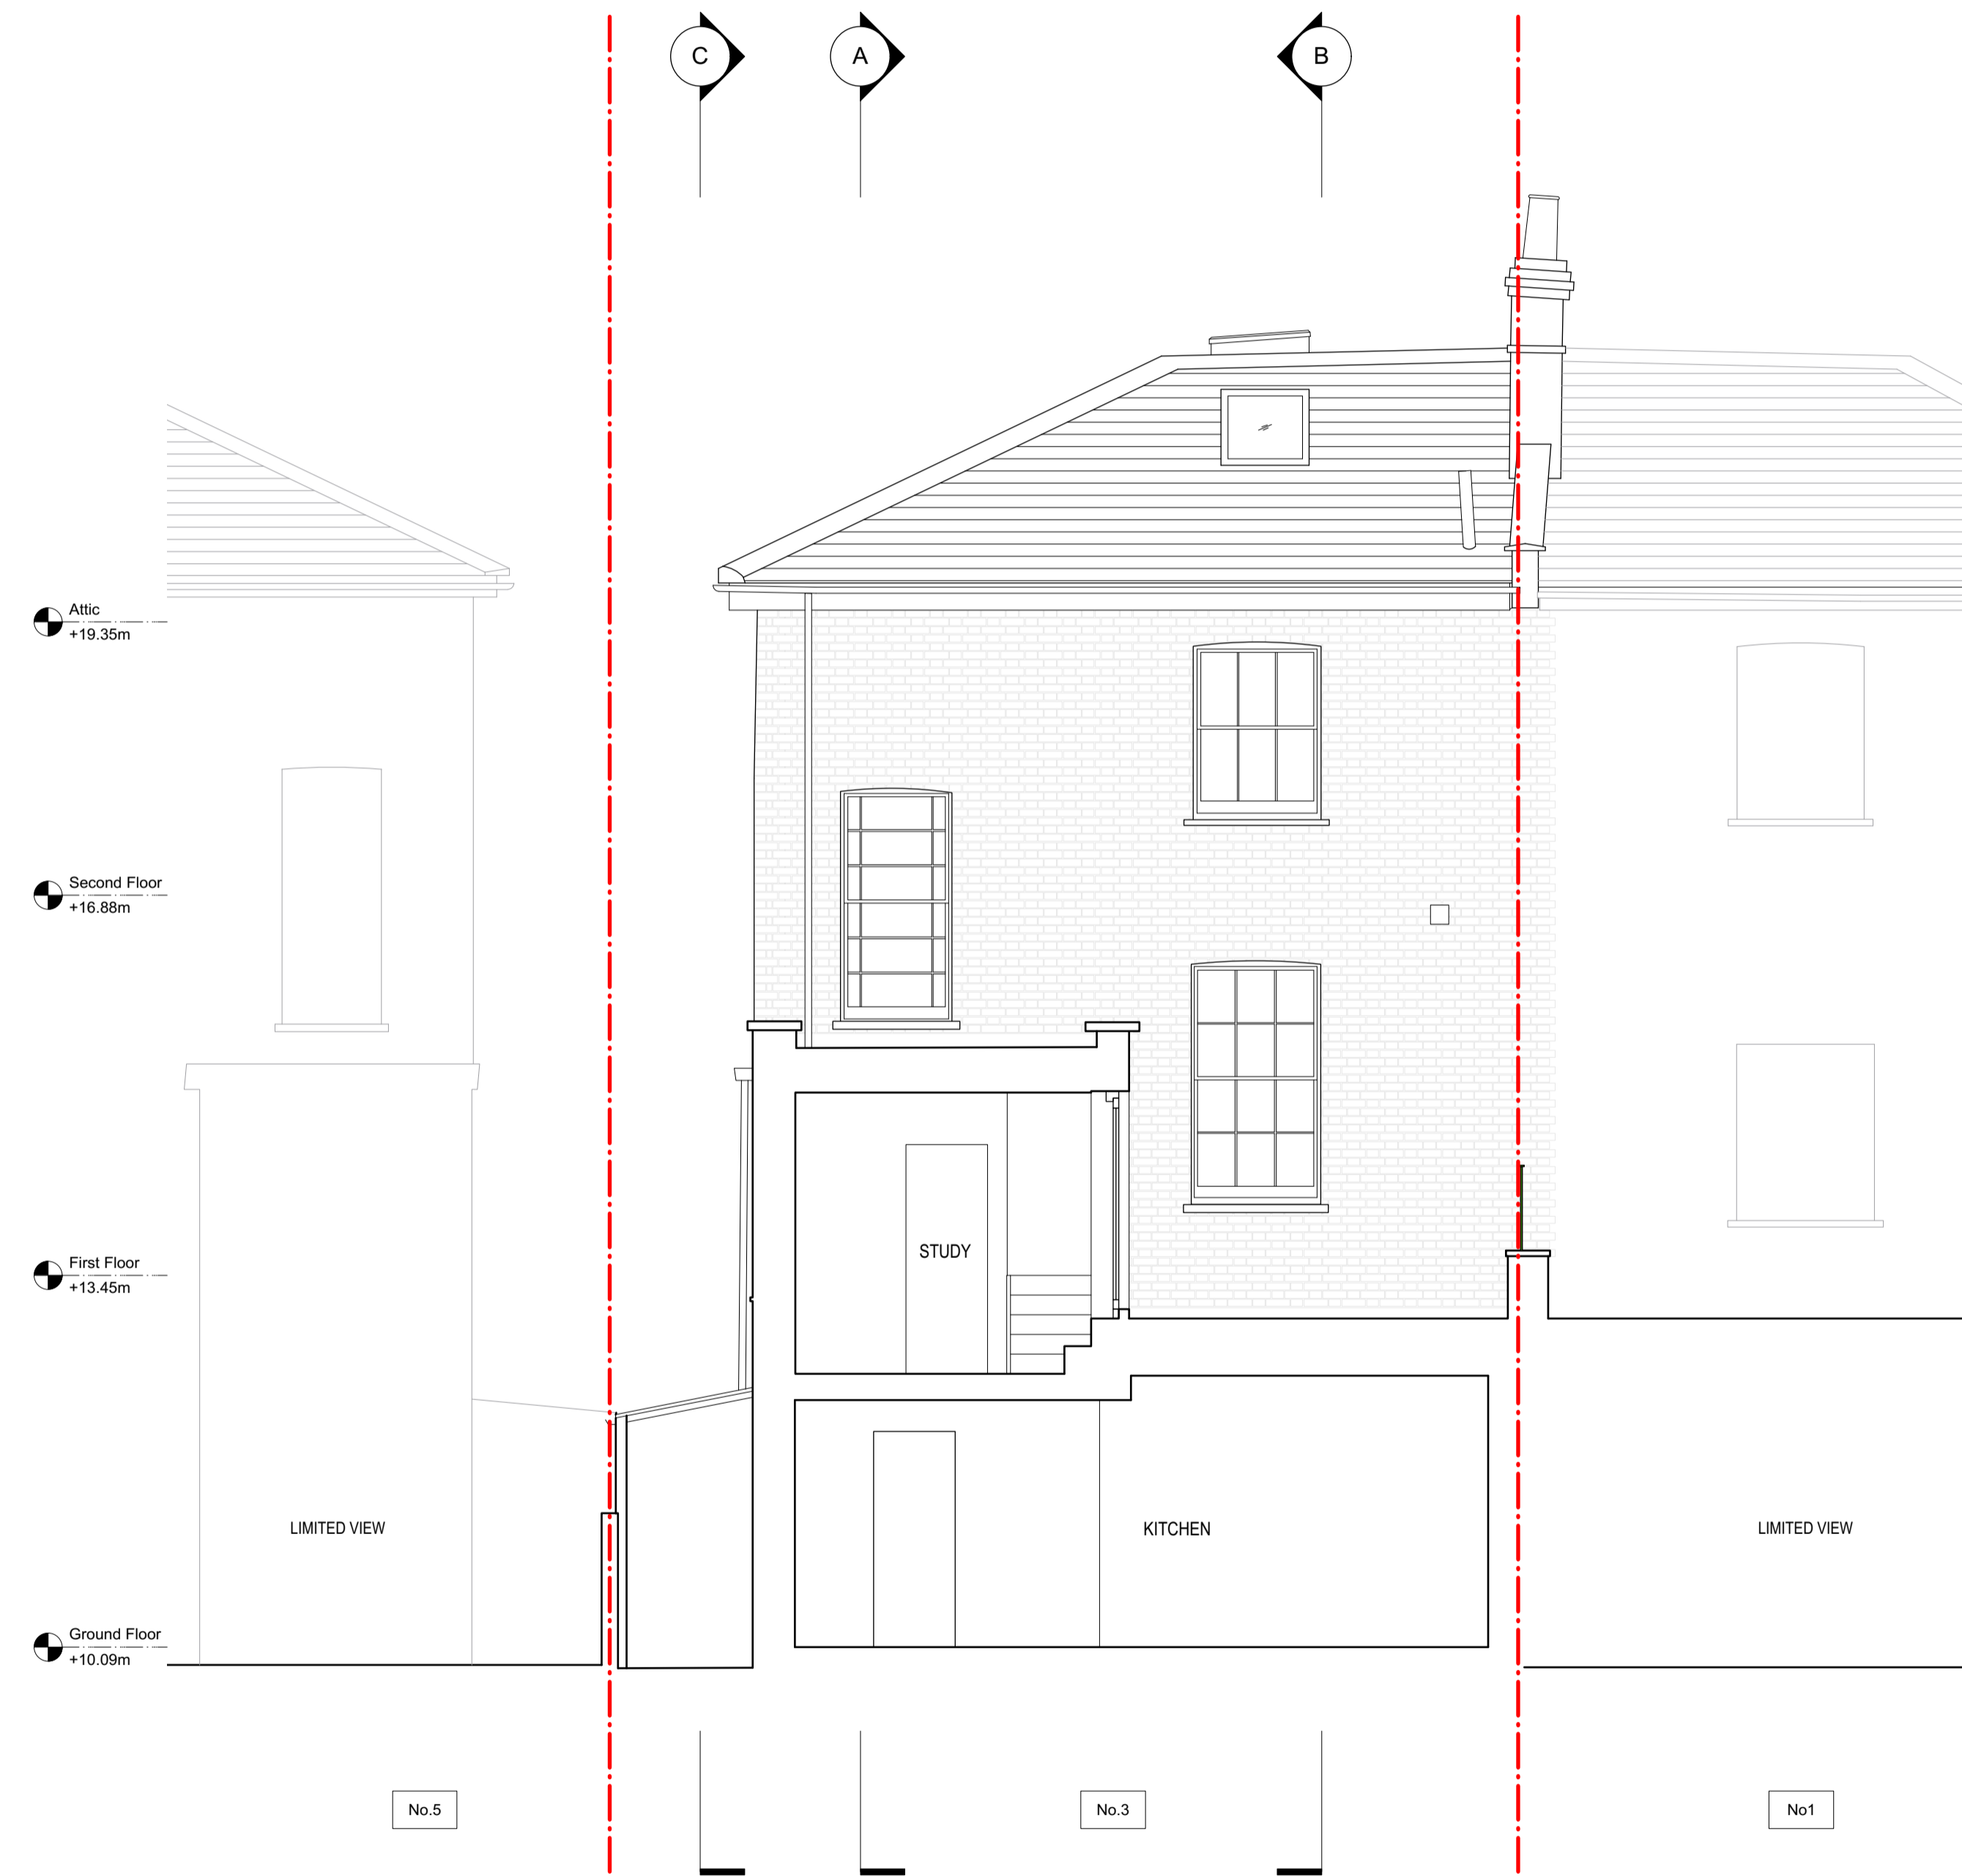 C
A
B
Attic
+19.35m
Second Floor
+16.88m
STUDY
First Floor
+13.45m
LIMITED VIEW
KITCHEN
LIMITED VIEW
Ground Floor
+10.09m
No.5
No.3
No1